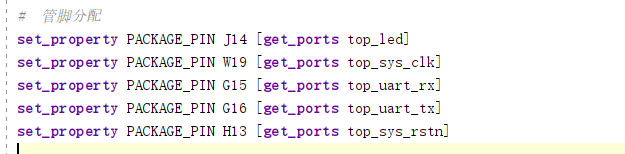 # 管脚分配
set_property PACKAGE_PIN J14 [get_ports top_led]
set_property PACKAGE_PIN W19 [get_ports top_sys_clk]
set_property PACKAGE_PIN G15 [get_ports top_uart_rx]
set_property PACKAGE_PIN G16 [get_ports top_uart_tx]
set_property PACKAGE_PIN H13 [get_ports top_sys_rstn]